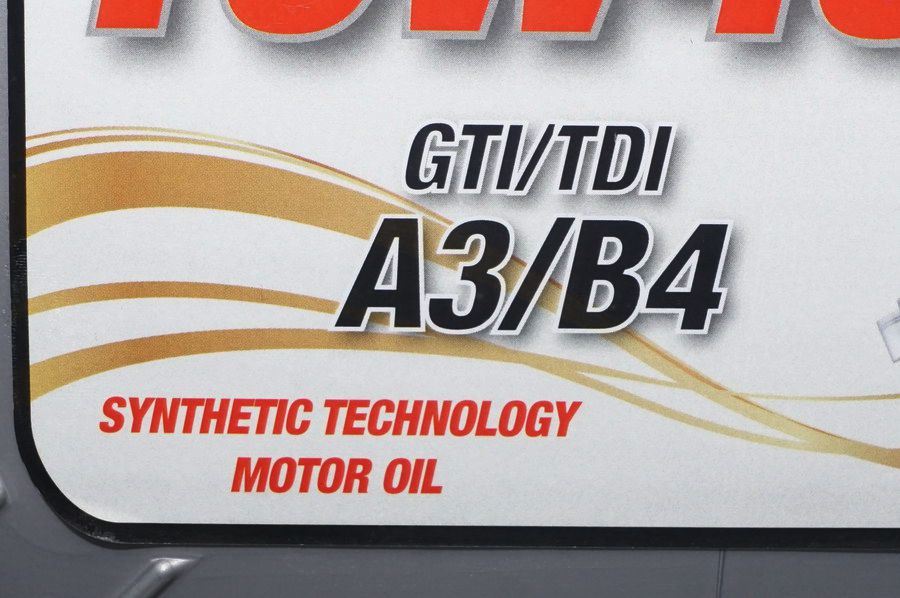 GTI/TDI
A3/B4
SYNTHETIC TECHNOLOGY
MOTOR OIL